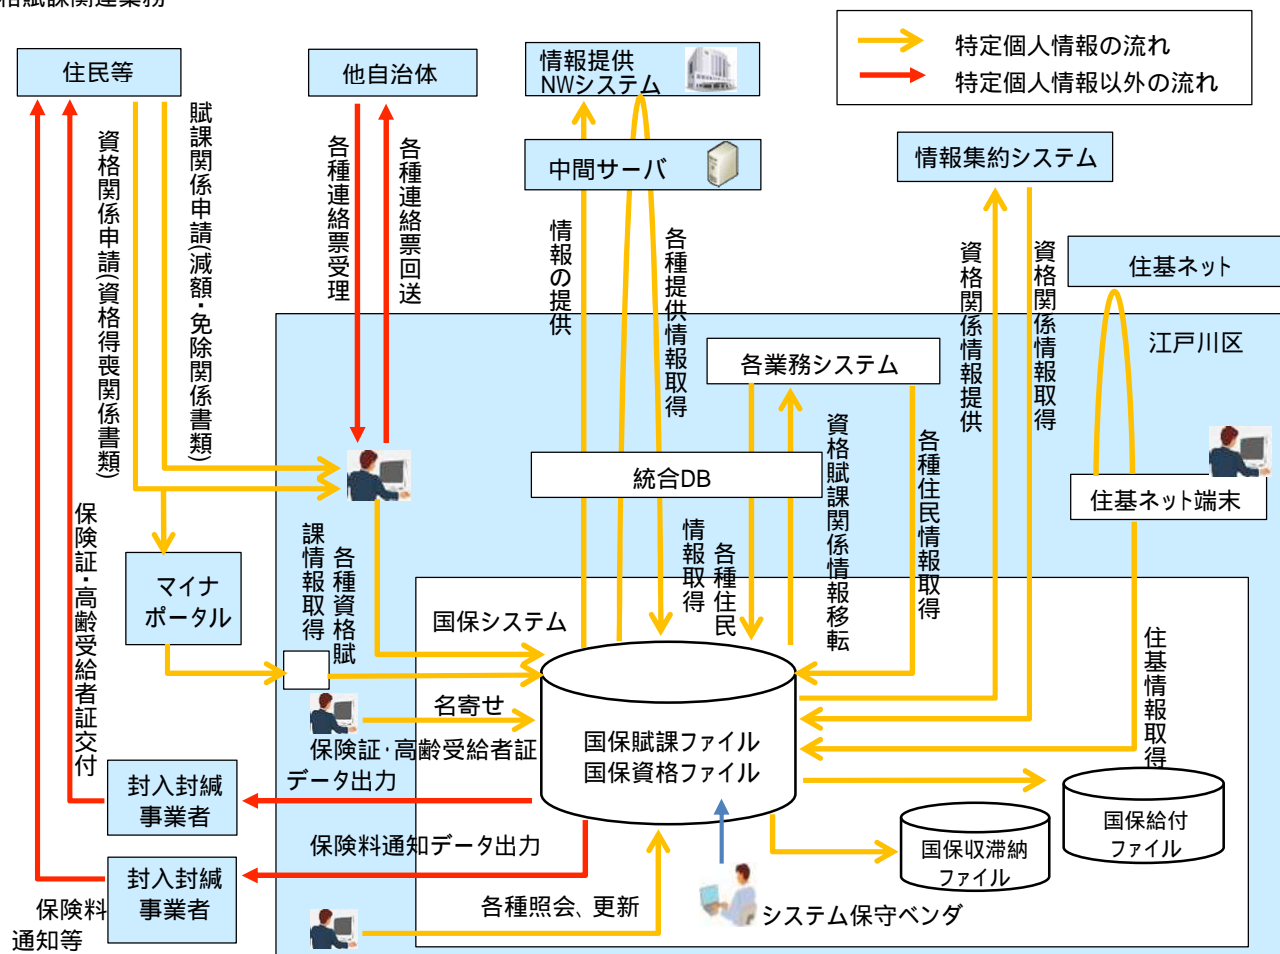 格賦課関連業務
特定個人情報の流れ
特定個人情報以外の流れ
住民等
他自治体
情報提供
NWシステム
中間サーバ
情報集約システム
住基ネット
江戸川区
資格関係申請(資格得喪関係書類)
賦課関係申請(減額・免除関係書類)
各種連絡票受理
各種連絡票回送
情報の提供
各種提供情報取得
資格関係情報提供
資格関係情報取得
各業務システム
統合DB
住基ネット端末
各種住民
情報取得
資格賦課関係情報移転
各種住民情報取得
住基情報取得
保険証・高齢受給者証交付
マイナ
ポータル
各種資格賦
課情報取得
国保システム
名寄せ
保険証・高齢受給者証
データ出力
国保賦課ファイル
国保資格ファイル
封入封緘
事業者
保険料通知データ出力
封入封緘
事業者
保険料
通知等
各種照会、更新
システム保守ベンダ
国保収滞納
ファイル
国保給付
ファイル